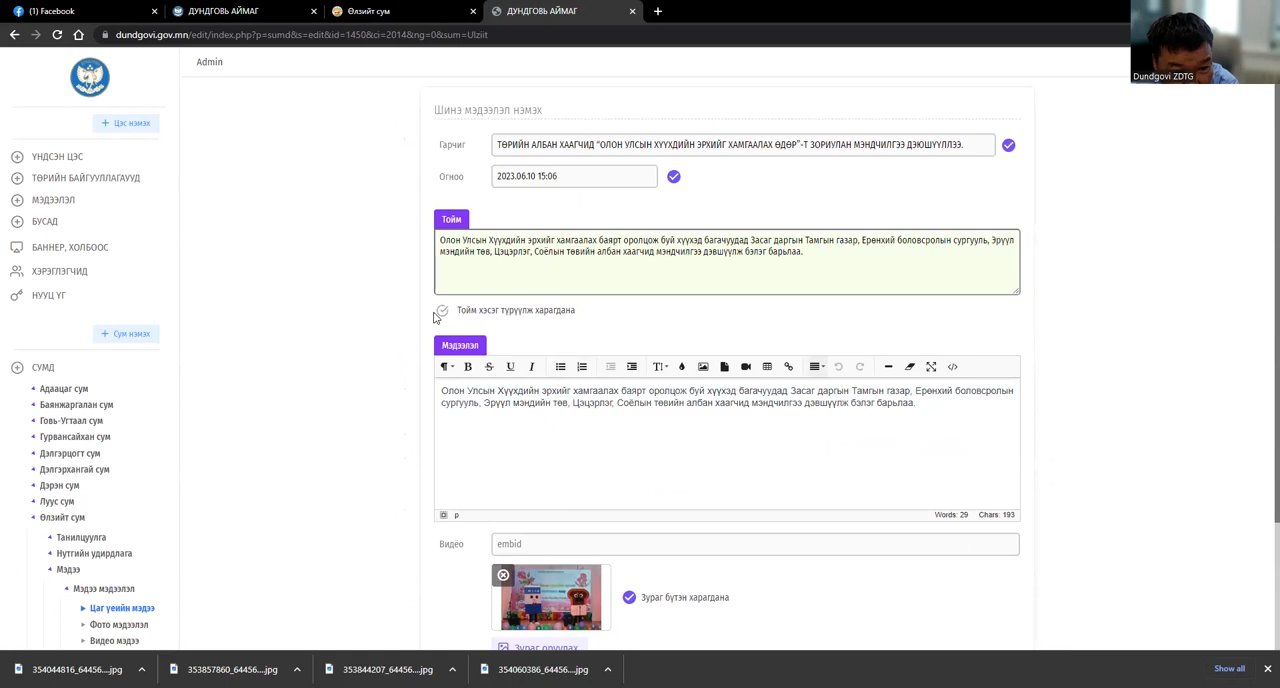 (1) Facebook
ДУНДГОВЬ АЙМАГ
Өлзийт сум
ДУНДГОВЬ АЙМАГ
dundgovi.gov.mn/edit/index.php?p=sumd&s=edit&id=1450&ci=2014&ng=0&sum=Ulziit
Dundgovi ZDTG
Admin
+ Цэс нэмэх
ҮНДСЭН ЦЭС
ТӨРИЙН БАЙГУУЛЛАГАУУД
МЭДЭЭЛЭЛ
БУСАД
БАННЕР, ХОЛБООС
ХЭРЭГЛЭГЧИД
НУУЦ ҮГ
+ Сум нэмэх
СУМД
Адаацаг сум
Баянжаргалан сум
Говь-Угтаал сум
Гурвансайхан сум
Дэлгэрцогт сум
Дэлгэрхангай сум
Дэрэн сум
Луус сум
Өлзийт сум
Танилцуулга
Нутгийн удирдлага
Мэдээ
Мэдээ мэдээлэл
Цаг үеийн мэдээ
Фото мэдээлэл
Видео мэдээ
Шинэ мэдээлэл нэмэх
Гарчиг
ТӨРИЙН АЛБАН ХААГЧИД "ОЛОН УЛСЫН ХҮҮХДИЙН ЭРХИЙГ ХАМГААЛАХ ӨДӨР"-Т ЗОРИУЛАН МЭНДЧИЛГЭЭ ДЭЮШҮҮЛЛЭЭ.
Огноо
2023.06.10 15:06
Тойм
Олон Улсын Хүүхдийн эрхийг хамгаалах баярт оролцож буй хүүхэд багачуудад Засаг даргын Тамгын газар, Ерөнхий боловсролын сургууль, Эрүүл
мэндийн төв, Цэцэрлэг, Соёлын төвийн албан хаагчид мэндчилгээ дэвшүүлж бэлэг барьлаа.
Тойм хэсэг түрүүлж харагдана
Мэдээлэл
Олон Улсын Хүүхдийн эрхийг хамгаалах баярт оролцож буй хүүхэд багачуудад Засаг даргын Тамгын газар, Ерөнхий боловсролын
сургууль, Эрүүл мэндийн төв, Цэцэрлэг, Соёлын төвийн албан хаагчид мэндчилгээ дэвшүүлж бэлэг барьлаа.
p
Words: 29 Chars: 193
Видёо
embid
Зураг бүтэн харагдана
Зураг оруулах
354044816_64456....jpg
353857860_64456....jpg
353844207_64456....jpg
354060386_64456....jpg
Show all